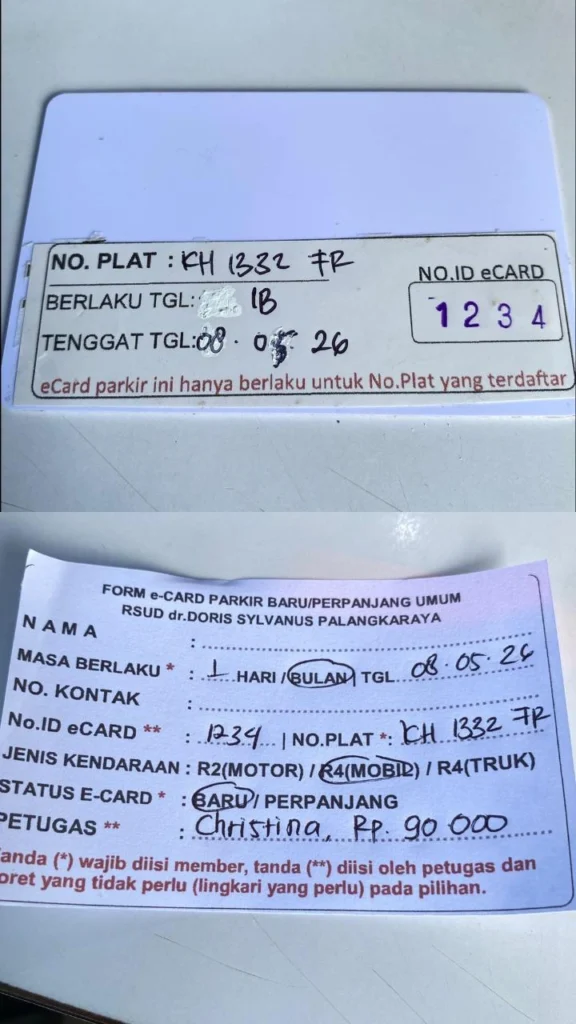 NO. PLAT : KH 1332 FR
BERLAKU TGL: 1B
TENGGAT TGL: 08 . 05 26
NO.ID eCARD
1 2 3 4
eCard parkir ini hanya berlaku untuk No.Plat yang terdaftar
FORM e-CARD PARKIR BARU/PERPANJANG UMUM
RSUD dr.DORIS SYLVANUS PALANGKARAYA
N A M A :
MASA BERLAKU * : 1 HARI / BULAN TGL 08.05.26
NO. KONTAK :
No.ID eCARD ** : 1234 | NO.PLAT *: KH 1332 FR
JENIS KENDARAAN : R2(MOTOR) / R4(MOBIL) / R4(TRUK)
STATUS E-CARD * : BARU / PERPANJANG
PETUGAS ** : Christina, Rp. 90 000
anda (*) wajib diisi member, tanda (**) diisi oleh petugas dan
oret yang tidak perlu (lingkari yang perlu) pada pilihan.